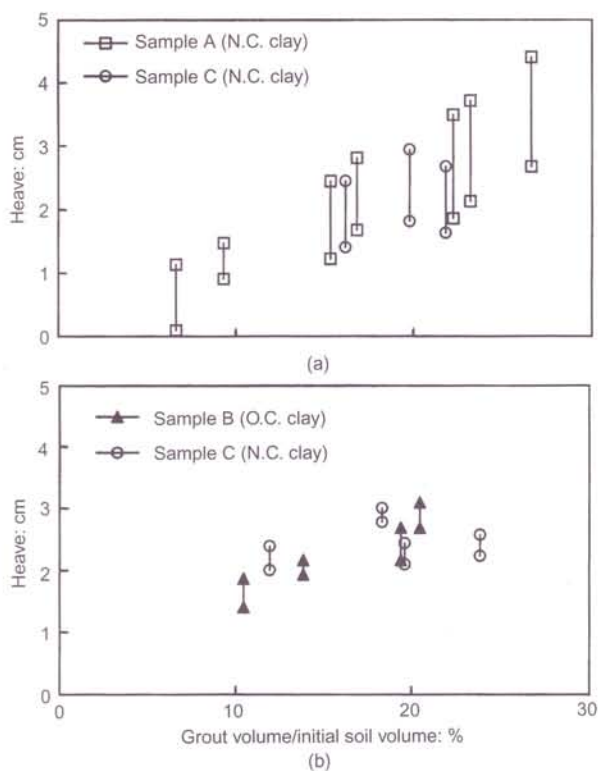 5
Sample A (N.C. clay)
Sample C (N.C. clay)
4
3
Heave: cm
2
1
0
(a)
5
Sample B (O.C. clay)
Sample C (N.C. clay)
4
3
Heave: cm
2
1
0
0 10 20 30
Grout volume/initial soil volume: %
(b)